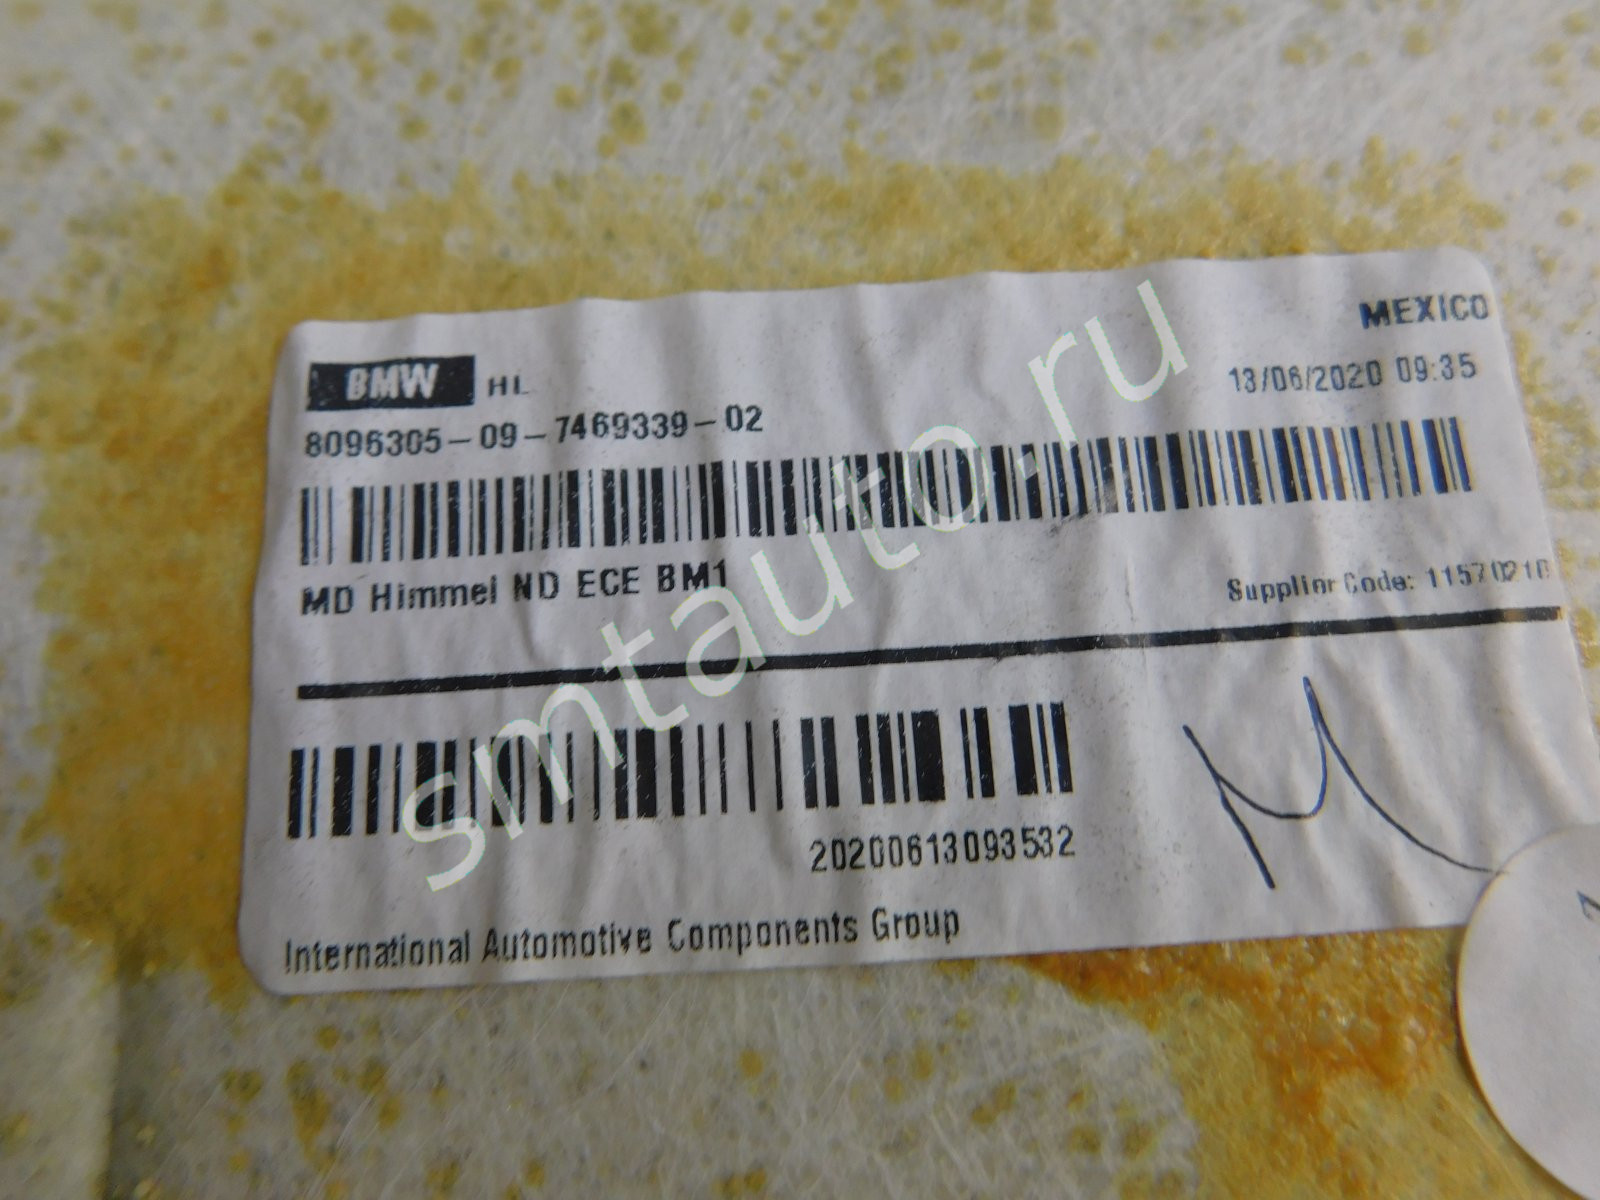 MEXICO
BMW HL
13/06/2020 09:35
8096305-09-7469339-02
MD Himmel ND ECE BM1
Supplier Code:
20200613093532
International Automotive Components Group
smtauto.ru